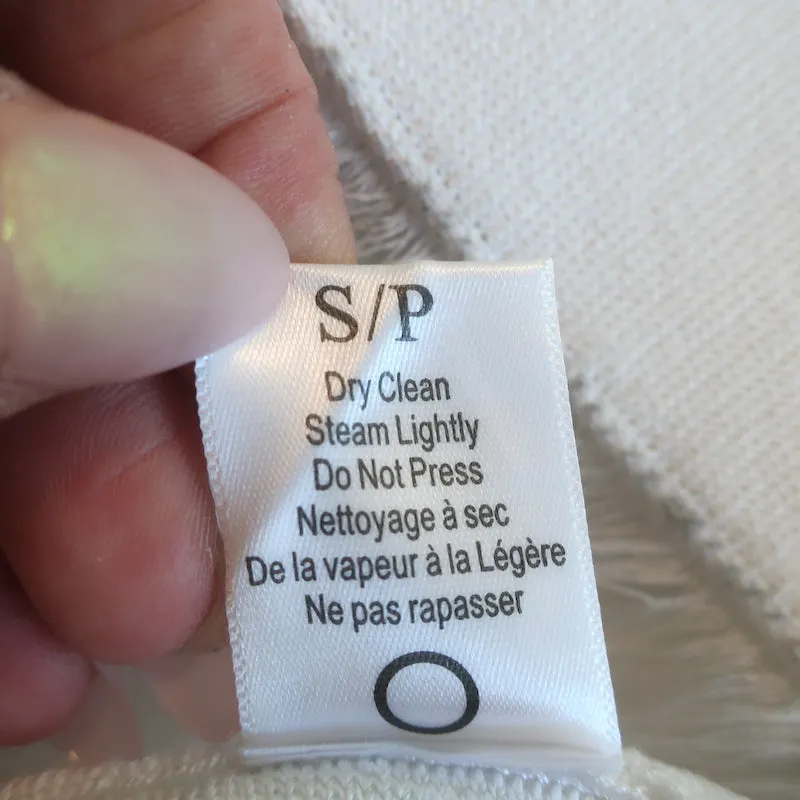 S/P
Dry Clean
Steam Lightly
Do Not Press
Nettoyage à sec
De la vapeur à la Légère
Ne pas rapasser